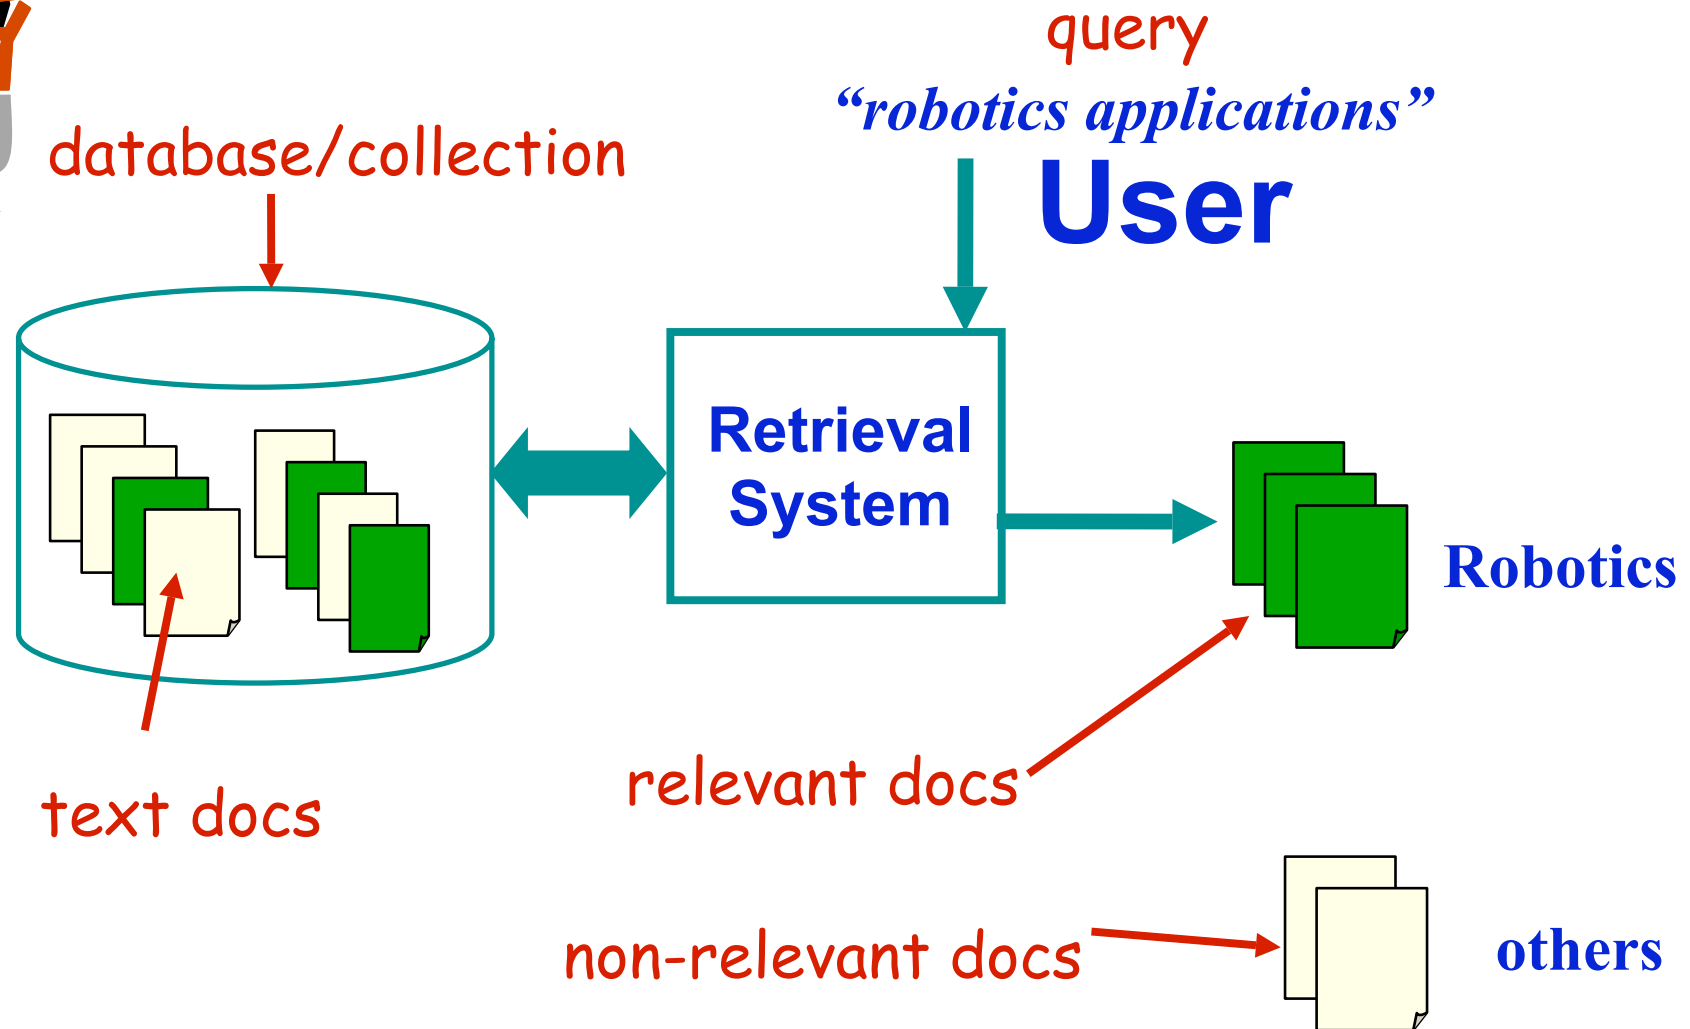 query
“robotics applications”
User
database/collection
Retrieval
System
Robotics
relevant docs
text docs
non-relevant docs
others